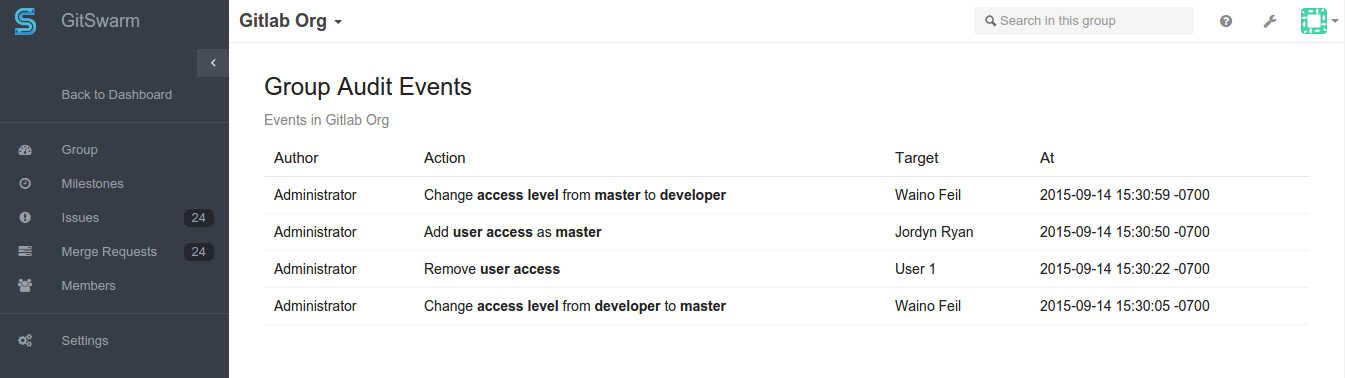 GitSwarm
Gitlab Org
Search in this group
Back to Dashboard
Group
Milestones
Issues 24
Merge Requests 24
Members
Settings
Group Audit Events
Events in Gitlab Org
Author Action Target At
Administrator Change access level from master to developer Waino Feil 2015-09-14 15:30:59 -0700
Administrator Add user access as master Jordyn Ryan 2015-09-14 15:30:50 -0700
Administrator Remove user access User 1 2015-09-14 15:30:22 -0700
Administrator Change access level from developer to master Waino Feil 2015-09-14 15:30:05 -0700